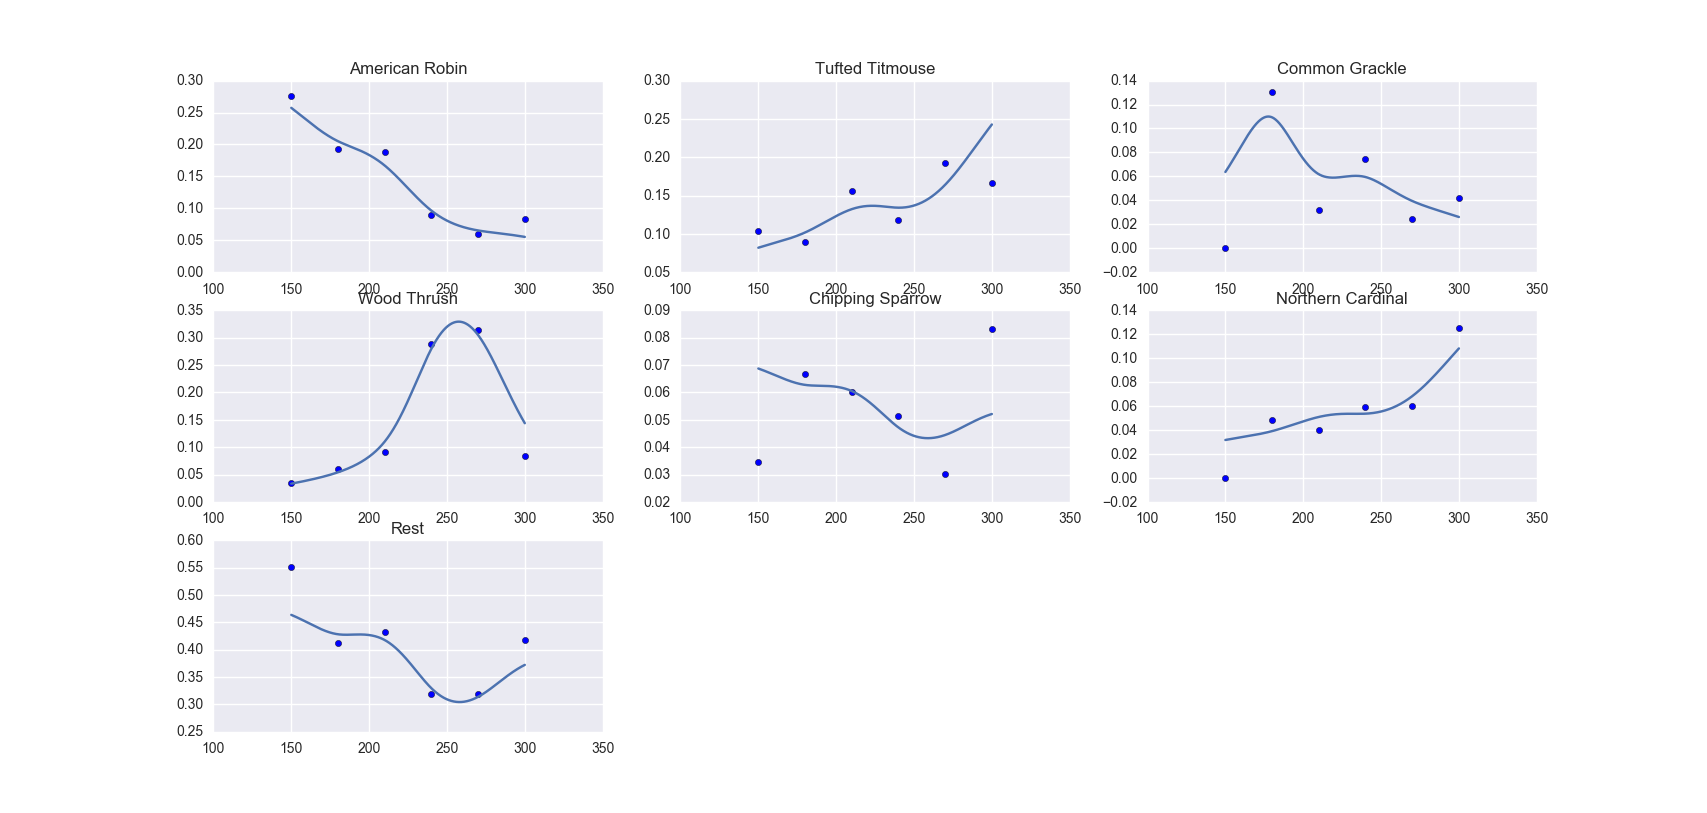 American Robin Tufted Titmouse Common Grackle
0.30 0.30 0.14
0.25 0.25 0.12
0.20 0.20 0.10
0.15 0.15 0.08
0.10 0.10 0.06
0.05 0.05 0.04
0.00 0.02
0.00
−0.02
100 150 200 250 300 350 100 150 200 250 300 350 100 150 200 250 300 350
Wood Thrush Chipping Sparrow Northern Cardinal
0.35 0.09 0.14
0.30 0.08 0.12
0.25 0.07 0.10
0.20 0.06 0.08
0.15 0.05 0.06
0.10 0.04 0.04
0.05 0.03 0.02
0.00 0.02 0.00
−0.02
100 150 200 250 300 350 100 150 200 250 300 350 100 150 200 250 300 350
Rest
0.60
0.55
0.50
0.45
0.40
0.35
0.30
0.25
100 150 200 250 300 350